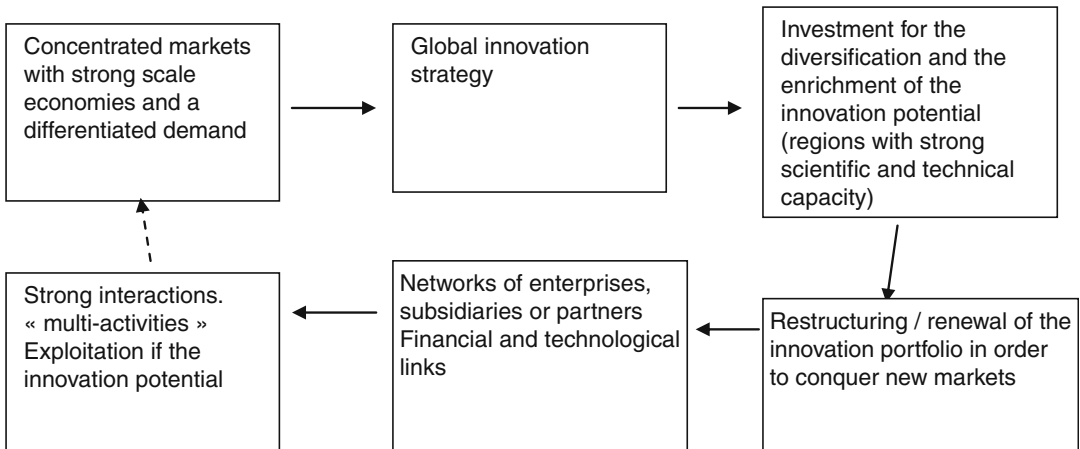 Concentrated markets
with strong scale
economies and a
differentiated demand
Global innovation
strategy
Investment for the
diversification and the
enrichment of the
innovation potential
(regions with strong
scientific and technical
capacity)
Strong interactions.
« multi-activities »
Exploitation if the
innovation potential
Networks of enterprises,
subsidiaries or partners
Financial and technological
links
Restructuring / renewal of the
innovation portfolio in order
to conquer new markets